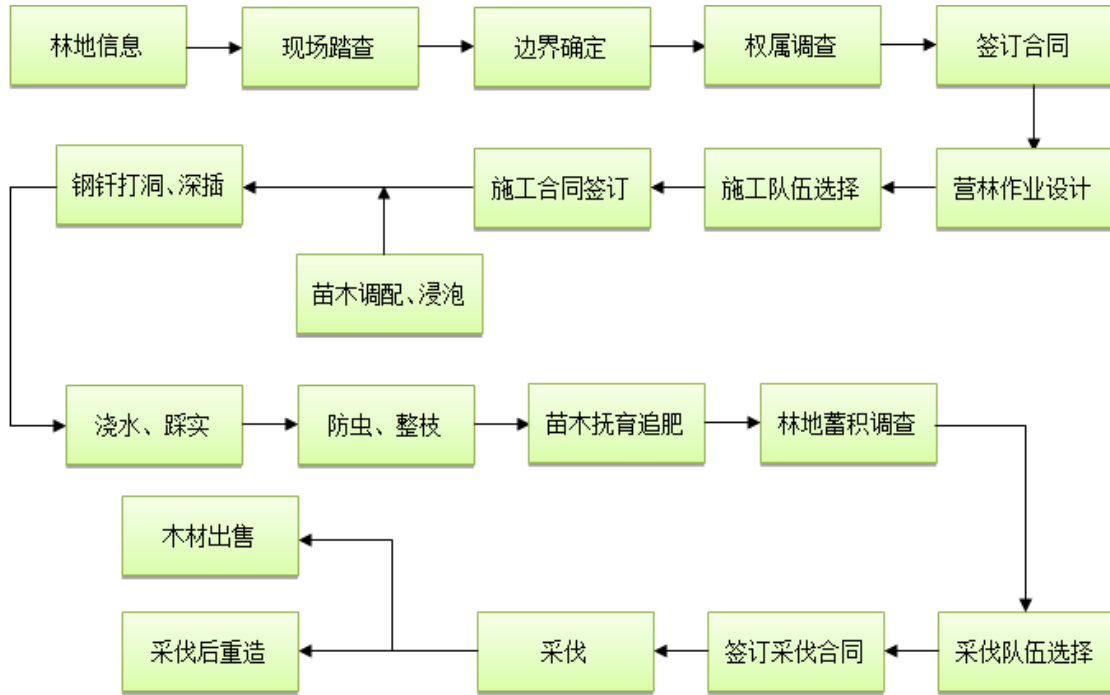 林地信息
现场踏查
边界确定
权属调查
签订合同
钢钎打洞、深插
施工合同签订
施工队伍选择
营林作业设计
苗木调配、浸泡
浇水、踩实
防虫、整枝
苗木抚育追肥
林地蓄积调查
木材出售
采伐后重造
采伐
签订采伐合同
采伐队伍选择